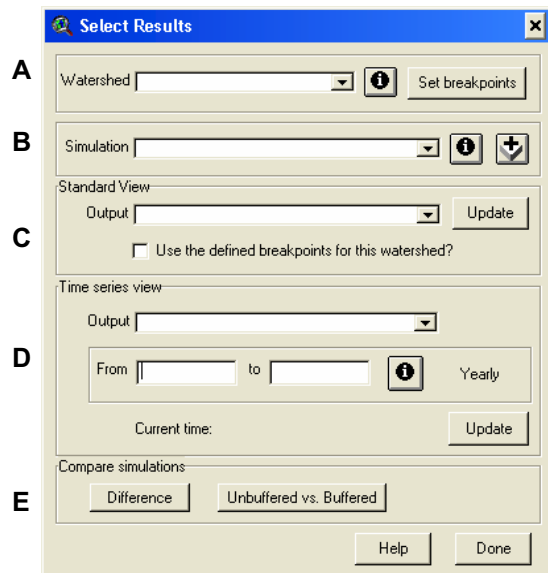 Select Results
A
Watershed
Set breakpoints
B
Simulation
Standard View
Output
Update
C
Use the defined breakpoints for this watershed?
Time series view
Output
D
From to Yearly
Current time: Update
Compare simulations
E
Difference Unbuffered vs. Buffered
Help Done